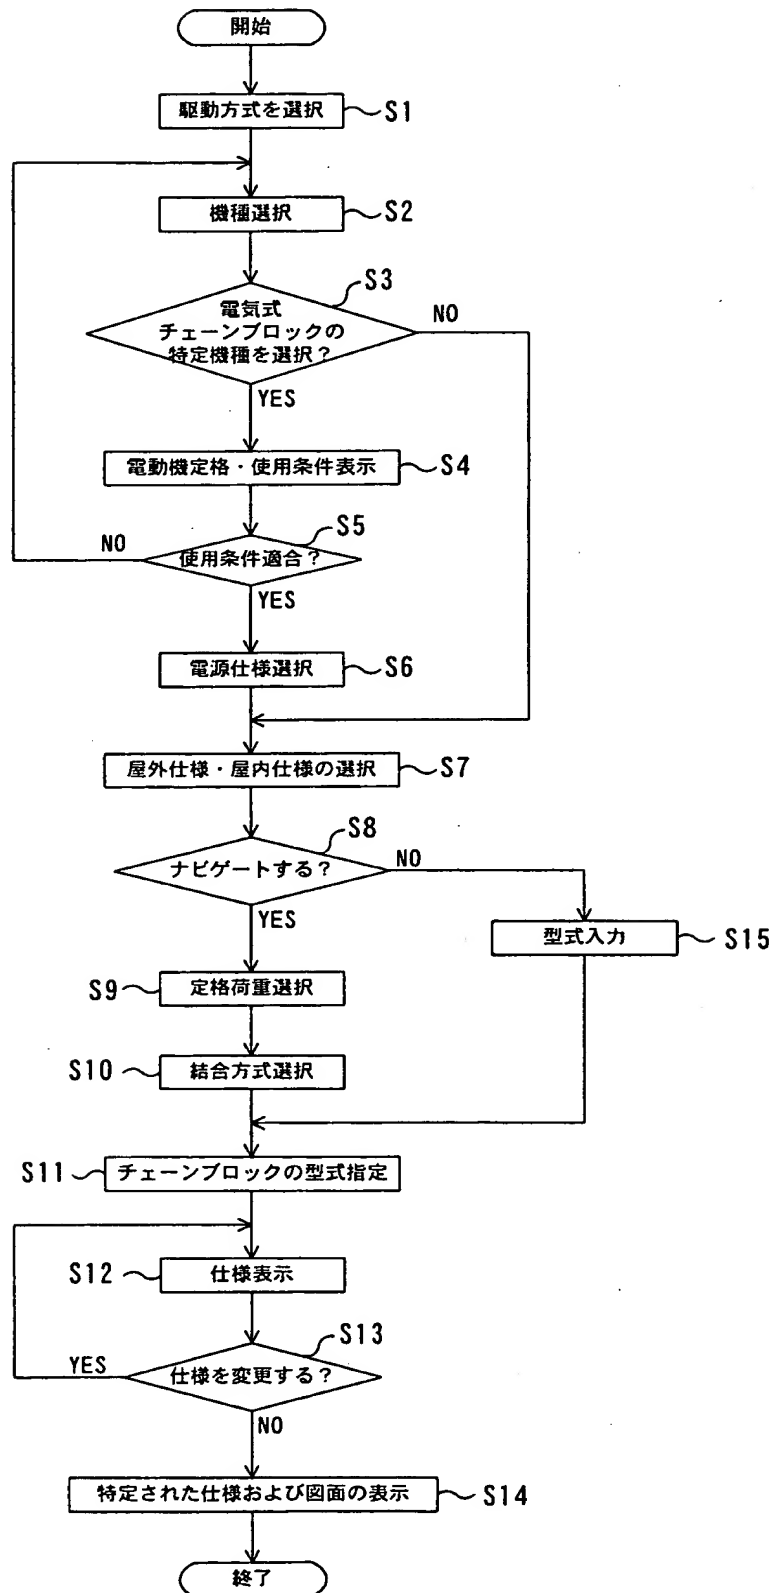 開始
駆動方式を選択
S1
機種選択
S2
S3
電気式
チェーンブロックの
特定機種を選択？
NO
YES
電動機定格・使用条件表示
S4
S5
NO
使用条件適合？
YES
電源仕様選択
S6
屋外仕様・屋内仕様の選択
S7
S8
ナビゲートする？
NO
YES
型式入力
S15
S9
定格荷重選択
S10
結合方式選択
S11
チェーンブロックの型式指定
S12
仕様表示
S13
YES
仕様を変更する？
NO
特定された仕様および図面の表示
S14
終了